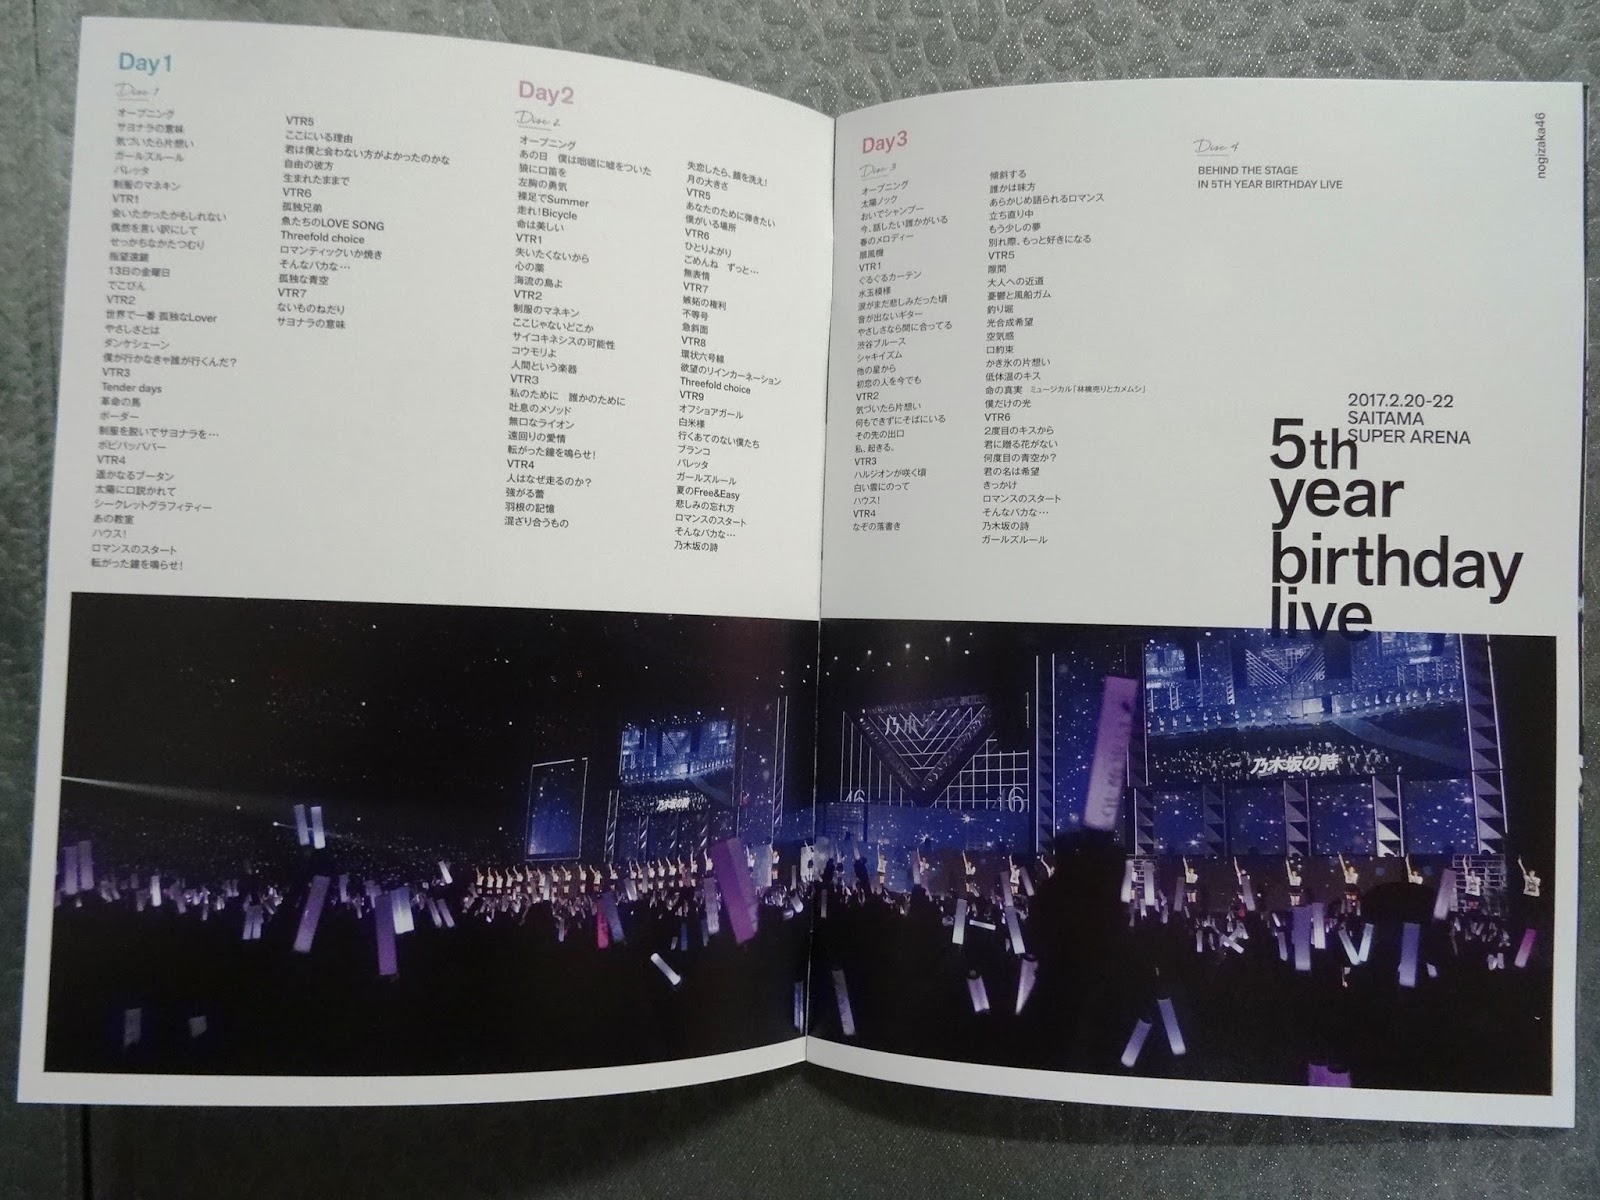 Day1
Disc 1
オープニング
サヨナラの意味
気づいたら片想い
ガールズルール
バレッタ
制服のマネキン
VTR1
会いたかったかもしれない
偶然を言い訳にして
せっかちなかたつむり
指望遠鏡
13日の金曜日
でこぴん
VTR2
世界で一番 孤独なLover
やさしさとは
ダンケシェーン
僕が行かなきゃ誰が行くんだ？
VTR3
Tender days
革命の馬
ボーダー
制服を脱いでサヨナラを…
ポピパッパパー
VTR4
遥かなるブータン
太陽に口説かれて
シークレットグラフィティー
あの教室
ハウス！
ロマンスのスタート
転がった鐘を鳴らせ！
VTR5
ここにいる理由
君は僕と会わない方がよかったのかな
自由の彼方
生まれたままで
VTR6
孤独兄弟
魚たちのLOVE SONG
Threefold choice
ロマンティックいか焼き
そんなバカな…
孤独な青空
VTR7
ないものねだり
サヨナラの意味
Day2
Disc 2
オープニング
あの日　僕は咄嗟に嘘をついた
狼に口笛を
左胸の勇気
裸足でSummer
走れ！Bicycle
命は美しい
VTR1
失いたくないから
心の薬
海流の島よ
VTR2
制服のマネキン
ここじゃないどこか
サイコキネシスの可能性
コウモリよ
人間という楽器
VTR3
私のために　誰かのために
吐息のメソッド
無口なライオン
遠回りの愛情
転がった鐘を鳴らせ！
VTR4
人はなぜ走るのか？
強がる蕾
羽根の記憶
混ざり合うもの
失恋したら、顔を洗え！
月の大きさ
VTR5
あなたのために弾きたい
僕がいる場所
VTR6
ひとりよがり
ごめんね　ずっと…
無表情
VTR7
嫉妬の権利
不等号
急斜面
VTR8
環状六号線
欲望のリインカーネーション
Threefold choice
VTR9
オフショアガール
白米様
行くあてのない僕たち
ブランコ
バレッタ
ガールズルール
夏のFree&Easy
悲しみの忘れ方
ロマンスのスタート
そんなバカな…
乃木坂の詩
Day3
Disc 3
オープニング
太陽ノック
おいでシャンプー
今、話したい誰かがいる
春のメロディー
扇風機
VTR1
ぐるぐるカーテン
水玉模様
涙がまだ悲しみだった頃
音が出ないギター
やさしさなら間に合ってる
渋谷ブルース
シャキイズム
他の星から
初恋の人を今でも
VTR2
気づいたら片想い
何もできずにそばにいる
その先の出口
私、起きる。
VTR3
ハルジオンが咲く頃
白い雲にのって
ハウス！
VTR4
なぞの落書き
傾斜する
誰かは味方
あらかじめ語られるロマンス
立ち直り中
もう少しの夢
別れ際、もっと好きになる
VTR5
隙間
大人への近道
憂鬱と風船ガム
釣り堀
光合成希望
空気感
口約束
かき氷の片想い
低体温のキス
命の真実　ミュージカル「林檎売りとカメムシ」
僕だけの光
VTR6
2度目のキスから
君に贈る花がない
何度目の青空か？
君の名は希望
きっかけ
ロマンスのスタート
そんなバカな…
乃木坂の詩
ガールズルール
Disc 4
BEHIND THE STAGE
IN 5TH YEAR BIRTHDAY LIVE
nogizaka46
2017.2.20-22
SAITAMA
SUPER ARENA
5th
year
birthday
live
乃木坂の詩
乃木坂
46
46
46
乃木坂の詩